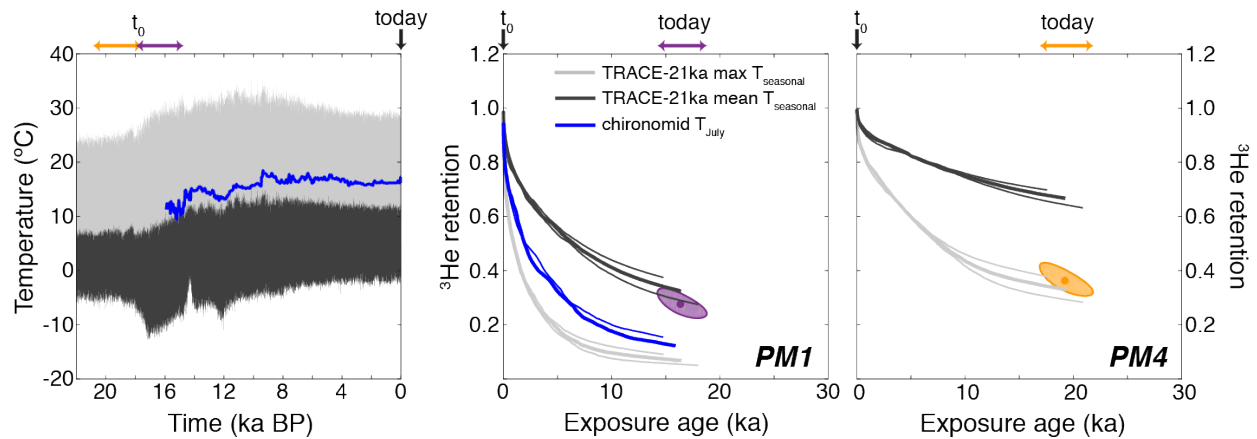 t0
today
40
30
20
10
0
-10
-20
22
20
16
12
8
4
0
Temperature (ºC)
Time (ka BP)
t0
today
1.2
1.0
0.8
0.6
0.4
0.2
0
10
20
30
3He retention
Exposure age (ka)
TRACE-21ka max Tseasonal
TRACE-21ka mean Tseasonal
chironomid TJuly
PM1
t0
today
1.2
1.0
0.8
0.6
0.4
0.2
0
10
20
30
3He retention
Exposure age (ka)
PM4